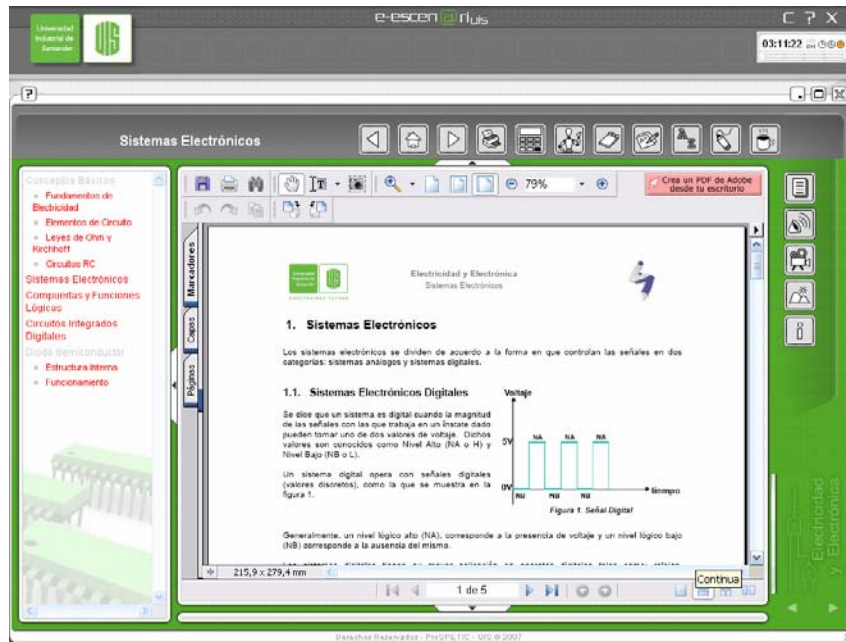 Universidad
Industrial de
Santander
UIS
e-escen@ri uis
C ? X
03:11:22
?
Sistemas Electrónicos
Conceptos Básicos
Fundamentos de
Electricidad
Elementos de Circuito
Leyes de Ohm y
Kirchhoff
Circuitos RC
Sistemas Electrónicos
Compuertas y Funciones
Lógicas
Circuitos Integrados
Digitales
Diodo Semiconductor
Estructura Interna
Funcionamiento
79%
Crea un PDF de Adobe
desde tu escritorio
Marcadores
Capas
Páginas
Electricidad y Electrónica
Sistemas Electrónicos
1. Sistemas Electrónicos
Los sistemas electrónicos se dividen de acuerdo a la forma en que controlan las señales en dos
categorías: sistemas análogos y sistemas digitales.
1.1. Sistemas Electrónicos Digitales
Se dice que un sistema es digital cuando la magnitud
de las señales con las que trabaja en un ínstate dado
pueden tomar uno de dos valores de voltaje. Dichos
valores son conocidos como Nivel Alto (NA o H) y
Nivel Bajo (NB o L).
Un sistema digital opera con señales digitales
(valores discretos), como la que se muestra en la
figura 1.
Voltaje
5V
NA NA NA
0V
NB NB NB
tiempo
Figura 1. Señal Digital
Generalmente, un nivel lógico alto (NA), corresponde a la presencia de voltaje y un nivel lógico bajo
(NB) corresponde a la ausencia del mismo.
215,9 x 279,4 mm
1 de 5
Continua
Electricidad
y Electrónica
Derechos Reservados - ProSPETIC - UIS © 2007